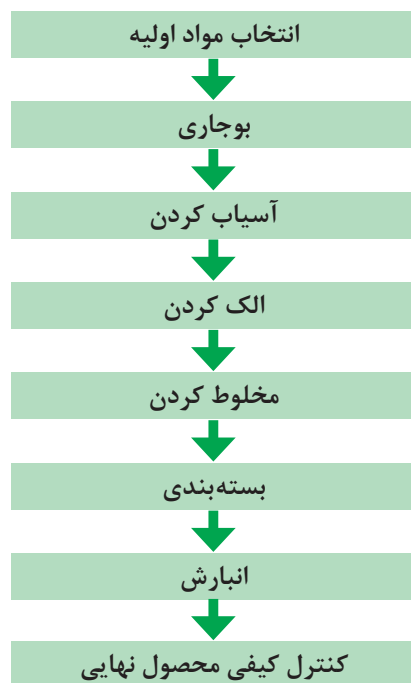 انتخاب مواد اولیه
بوجاری
آسیاب کردن
الک کردن
مخلوط کردن
بسته‌بندی
انبارش
کنترل کیفی محصول نهایی